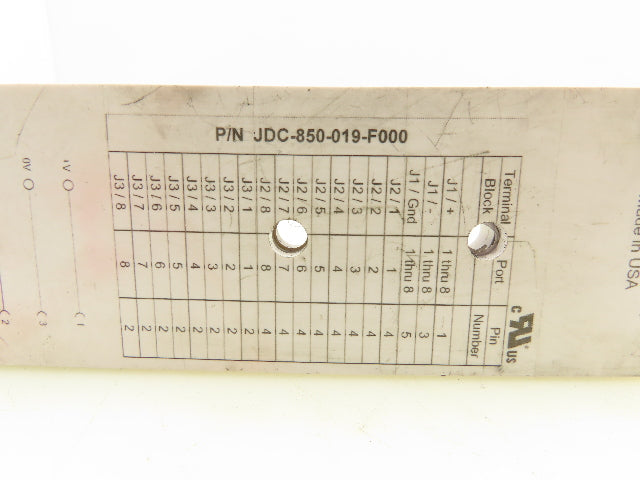 P/N JDC-850-019-F000
Terminal Block Port Pin Number
J1 / + 1 thru 8 1
J1 / - 1 thru 8 3
J1 / Gnd 1 thru 8 5
J2 / 1 1 4
J2 / 2 2 4
J2 / 3 3 4
J2 / 4 4 4
J2 / 5 5 4
J2 / 6 6 4
J2 / 7 7 4
J2 / 8 8 4
J3 / 1 1 2
J3 / 2 2 2
J3 / 3 3 2
J3 / 4 4 2
J3 / 5 5 2
J3 / 6 6 2
J3 / 7 7 2
J3 / 8 8 2
in USA
c UL US
1
3
2